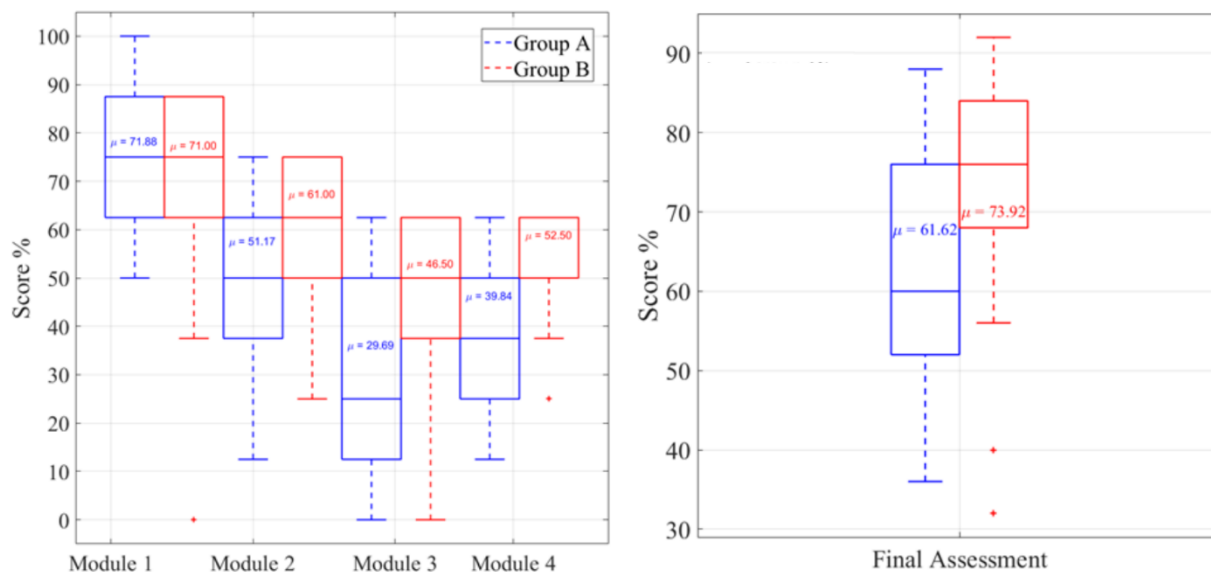 Score %
100
90
80
70
60
50
40
30
20
10
0
Group A
Group B
μ = 71.88
μ = 71.00
μ = 51.17
μ = 61.00
μ = 29.69
μ = 46.50
μ = 39.84
μ = 52.50
Module 1
Module 2
Module 3
Module 4
Score %
90
80
70
60
50
40
30
μ = 61.62
μ = 73.92
Final Assessment